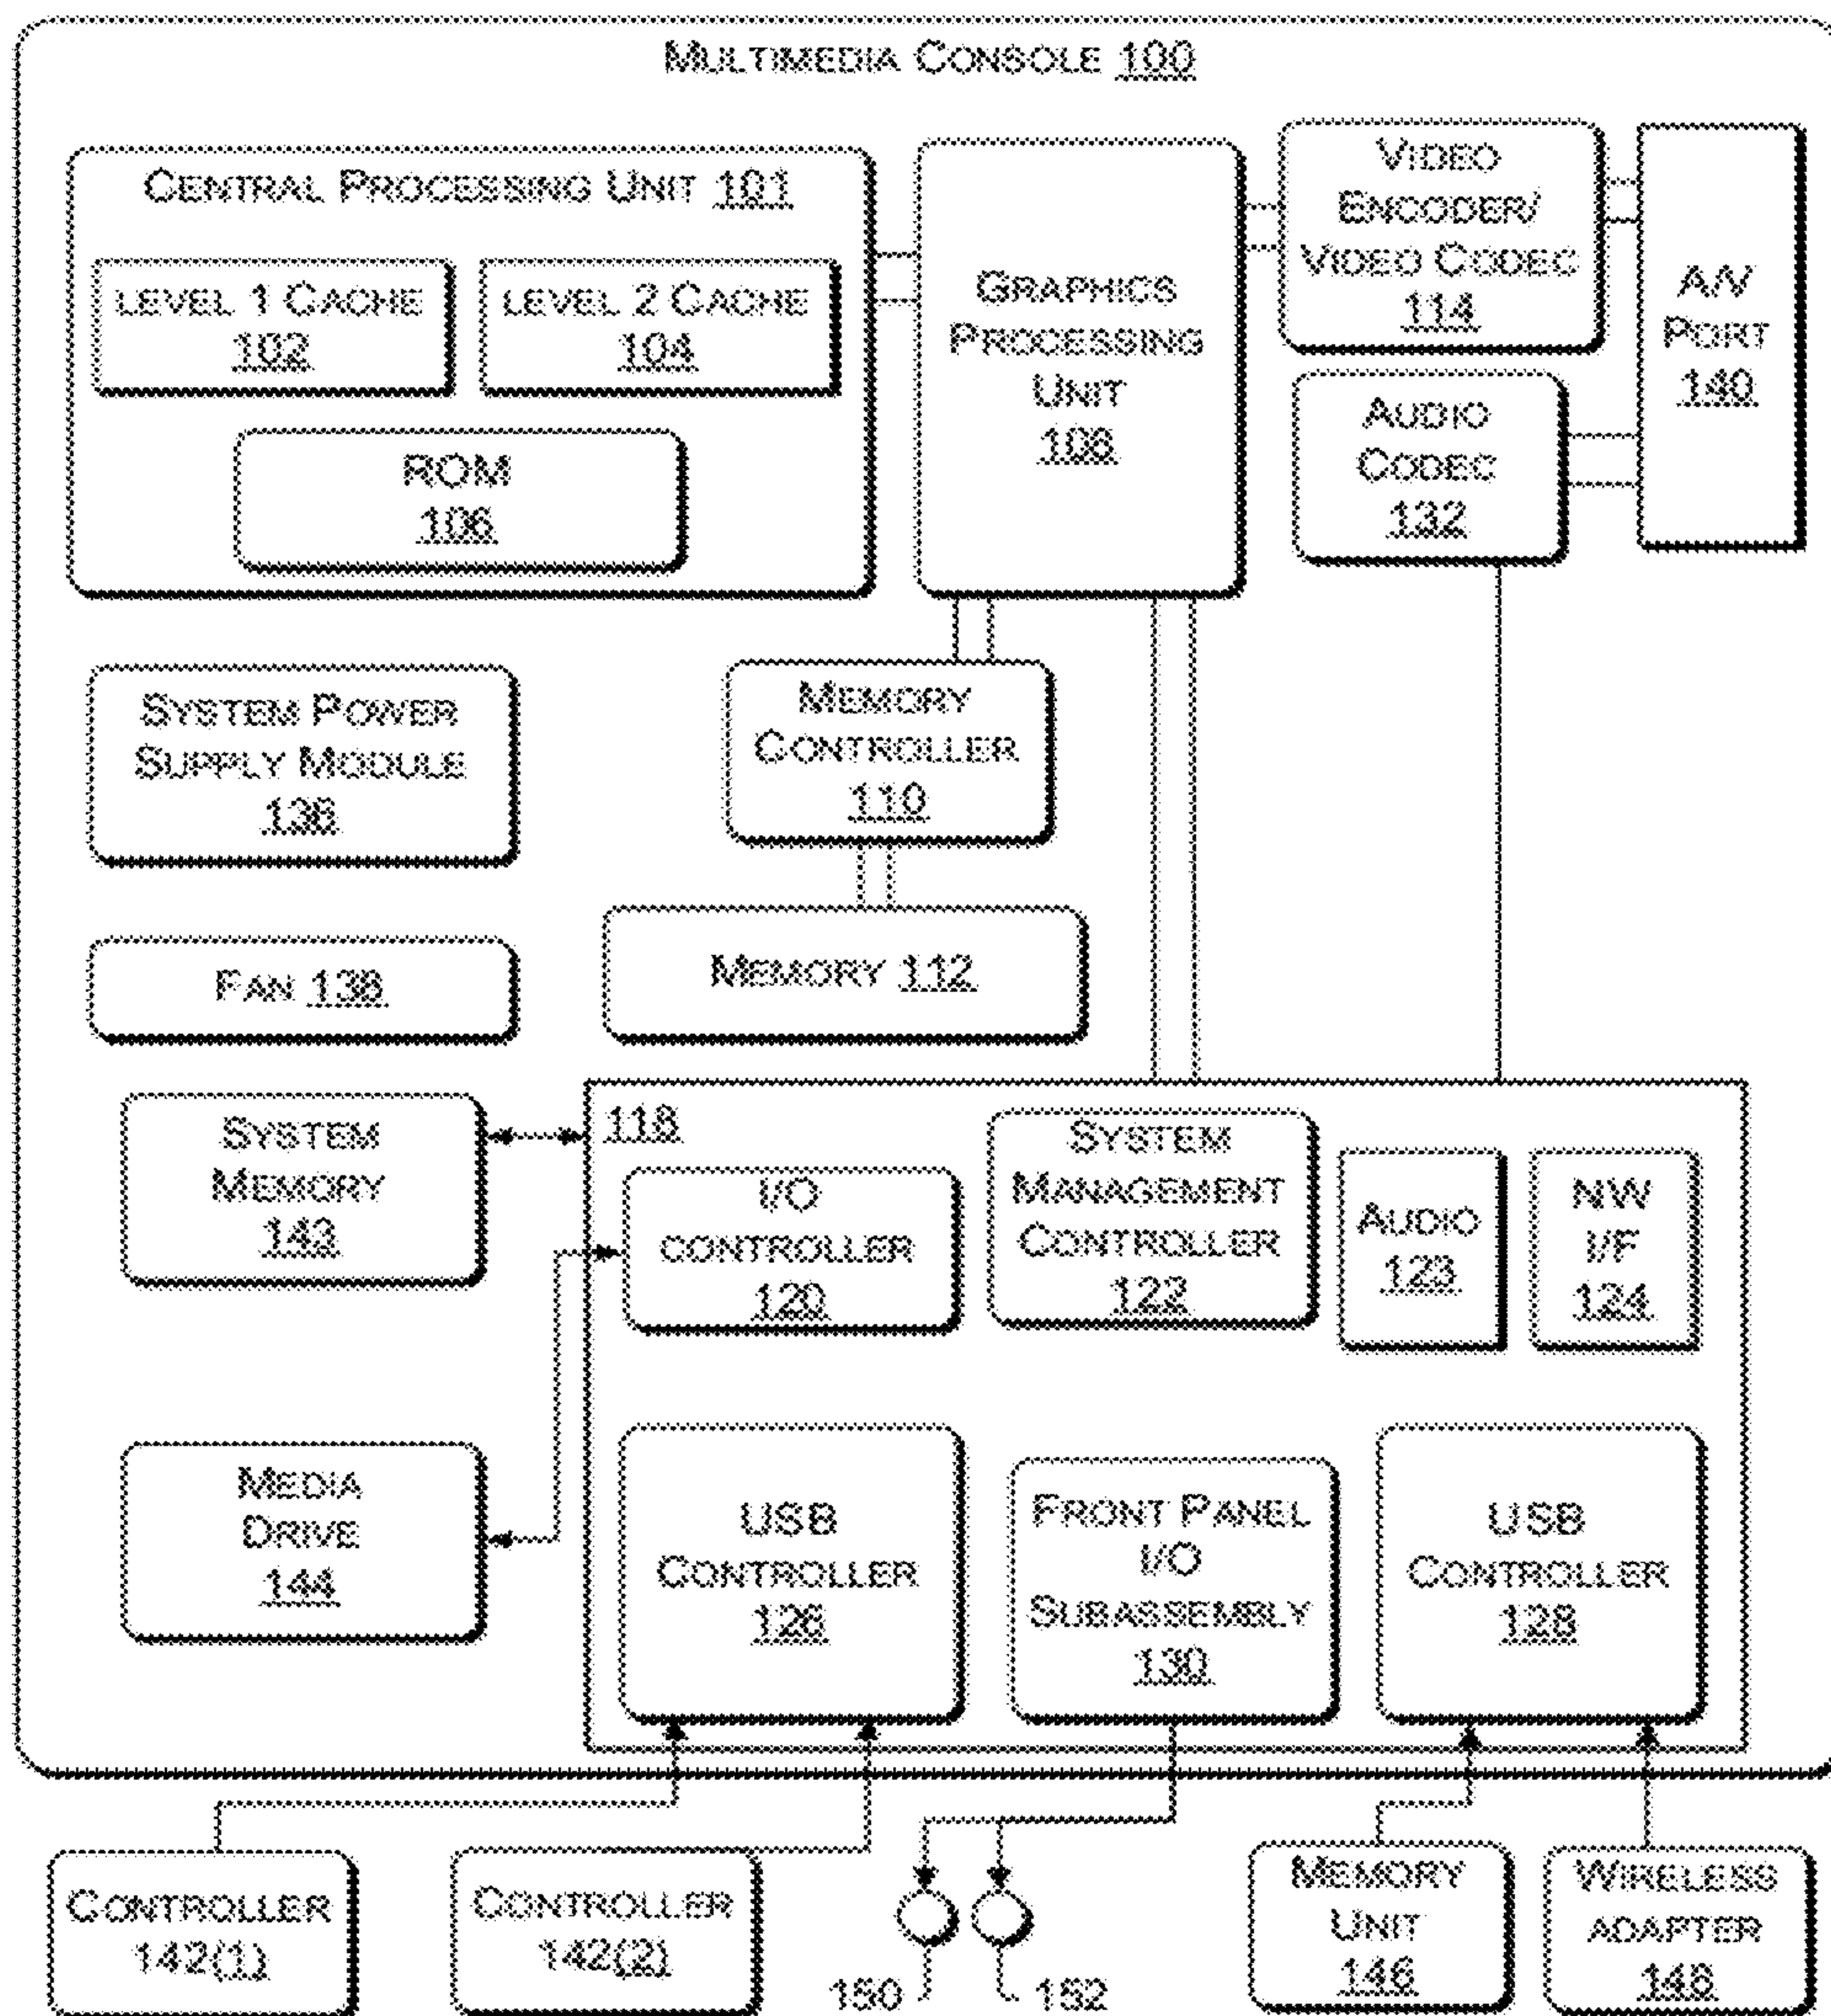 MULTIMEDIA CONSOLE 100
CENTRAL PROCESSING UNIT 101
LEVEL 1 CACHE
102
LEVEL 2 CACHE
104
ROM
106
GRAPHICS
PROCESSING
UNIT
108
VIDEO
ENCODER/
VIDEO CODEC
114
AUDIO
CODEC
132
A/V
PORT
140
SYSTEM POWER
SUPPLY MODULE
136
MEMORY
CONTROLLER
110
FAN 138
MEMORY 112
SYSTEM
MEMORY
143
118
I/O
CONTROLLER
120
SYSTEM
MANAGEMENT
CONTROLLER
122
AUDIO
123
NW
I/F
124
MEDIA
DRIVE
144
USB
CONTROLLER
126
FRONT PANEL
I/O
SUBASSEMBLY
130
USB
CONTROLLER
128
CONTROLLER
142(1)
CONTROLLER
142(2)
150
152
MEMORY
UNIT
146
WIRELESS
ADAPTER
148